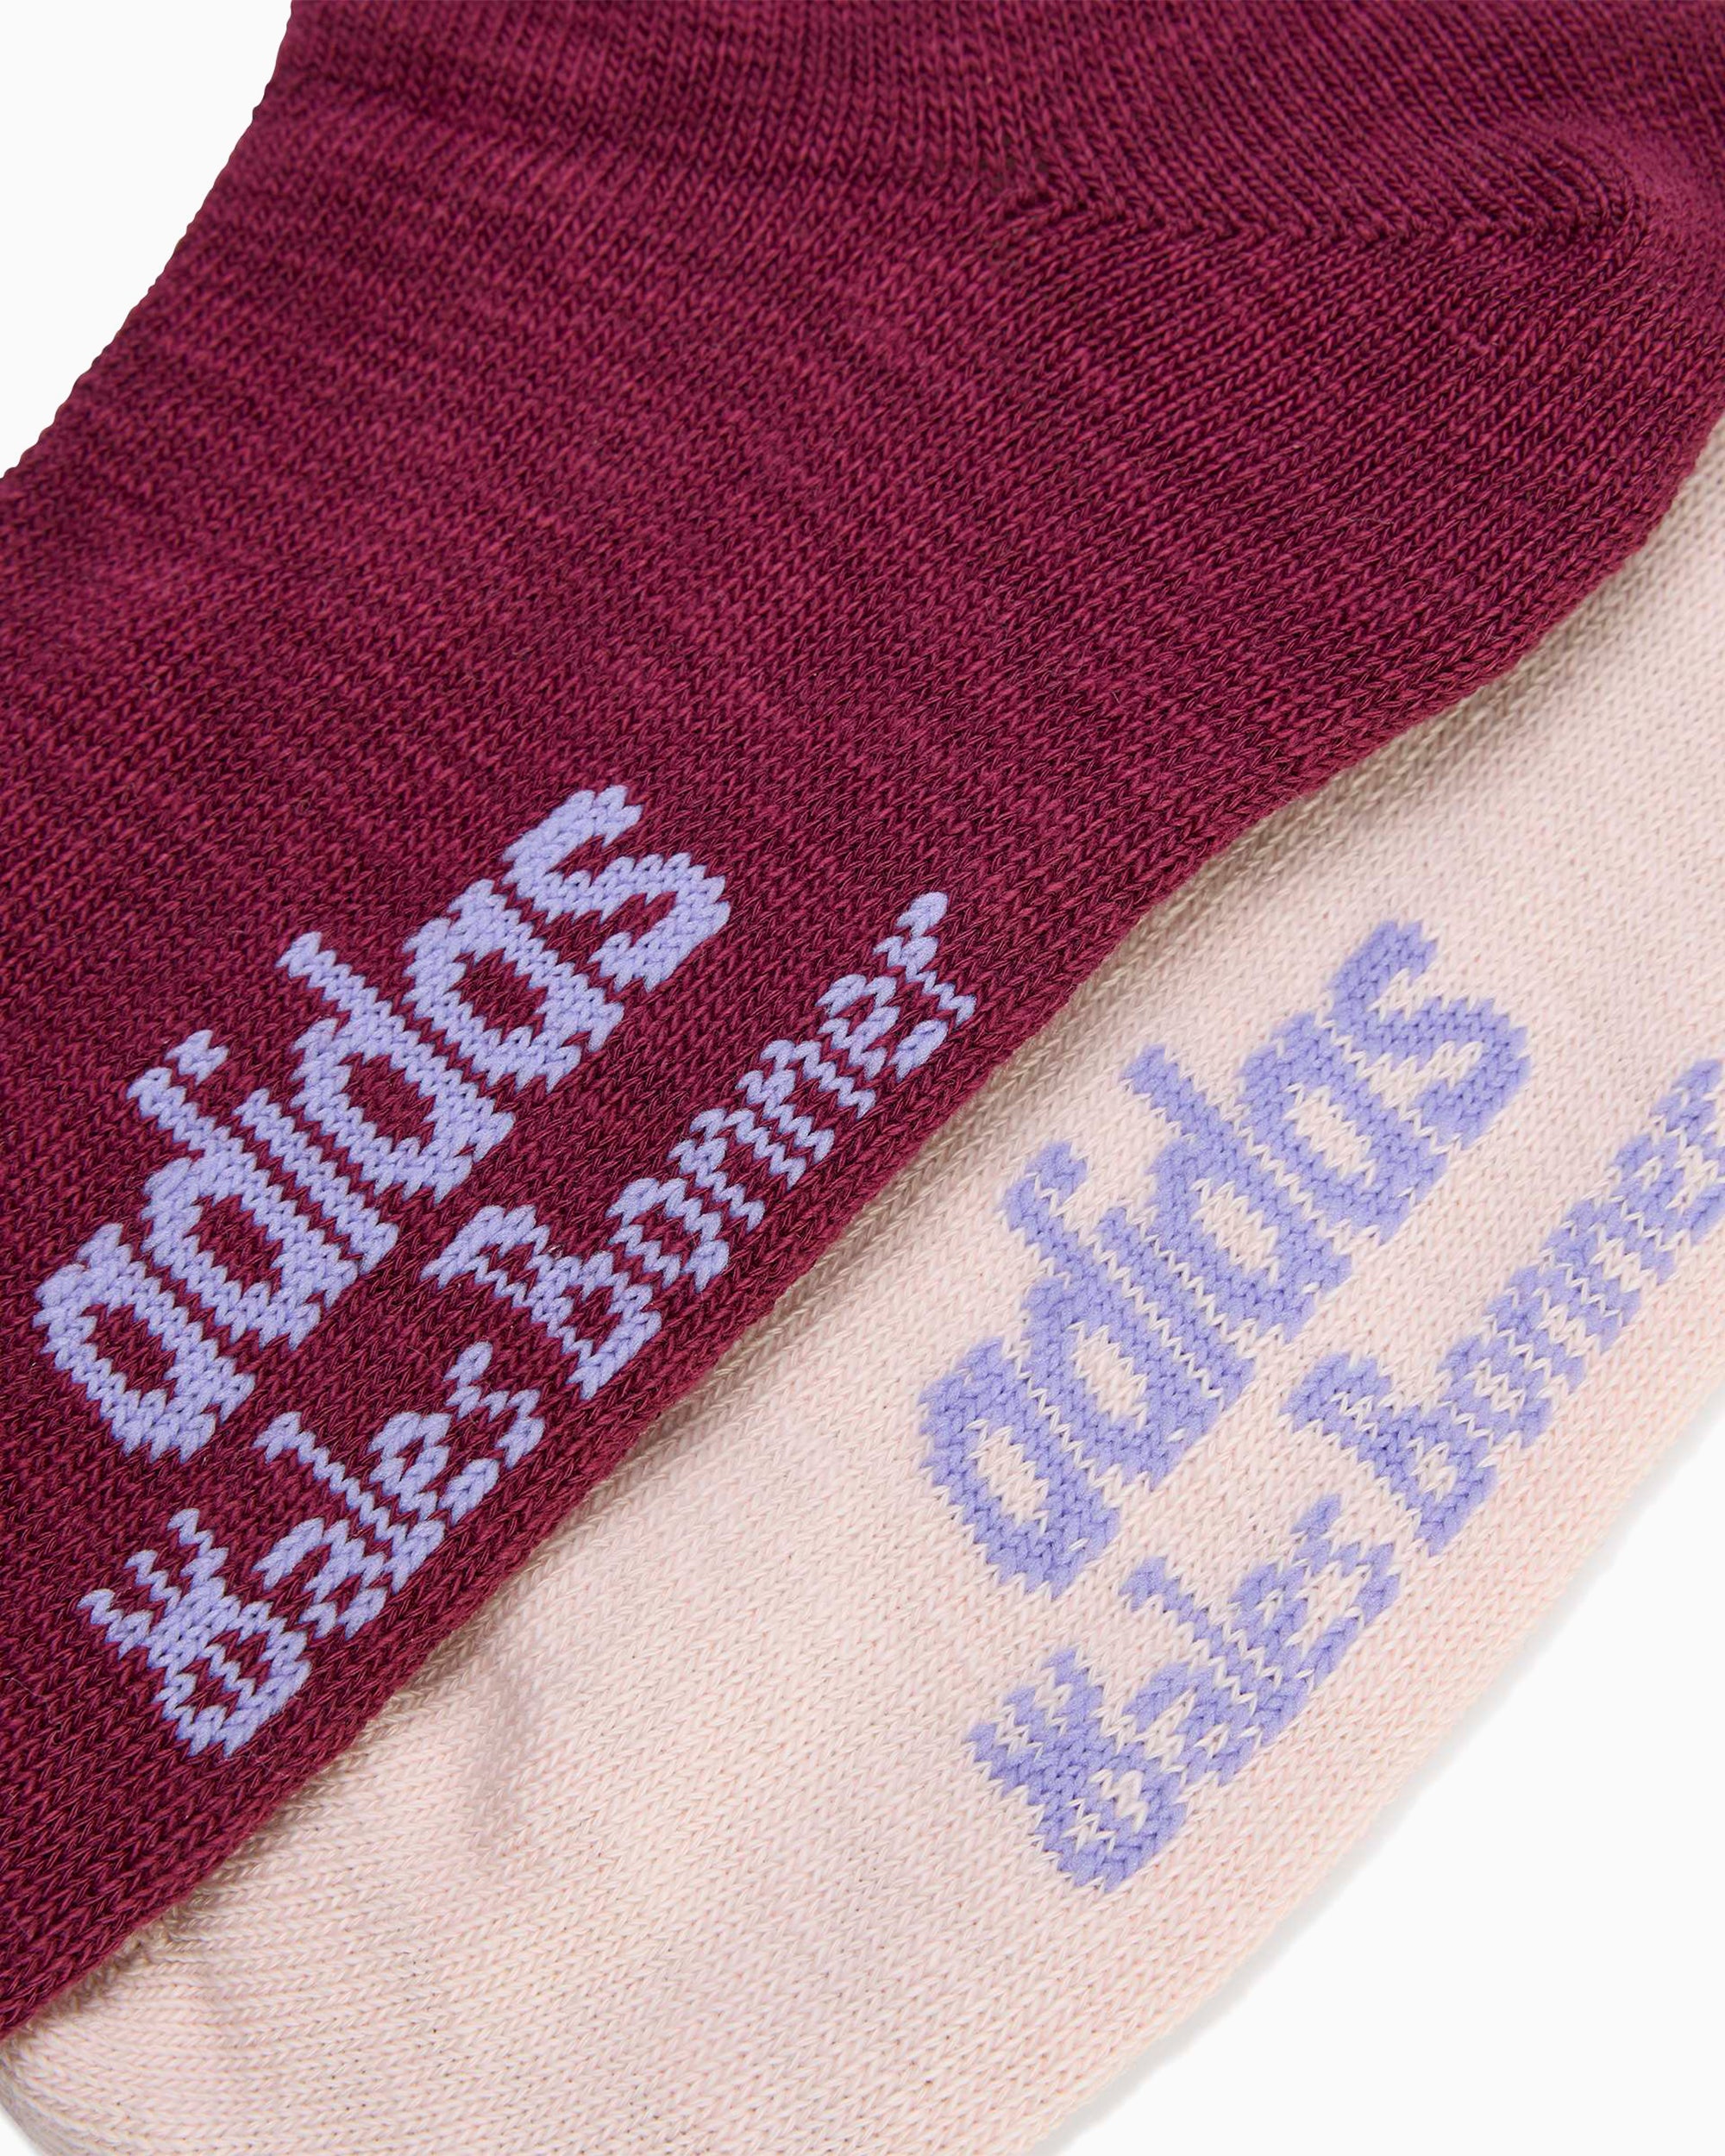 adidas
Wales Bonner
adidas
Wales Bonner